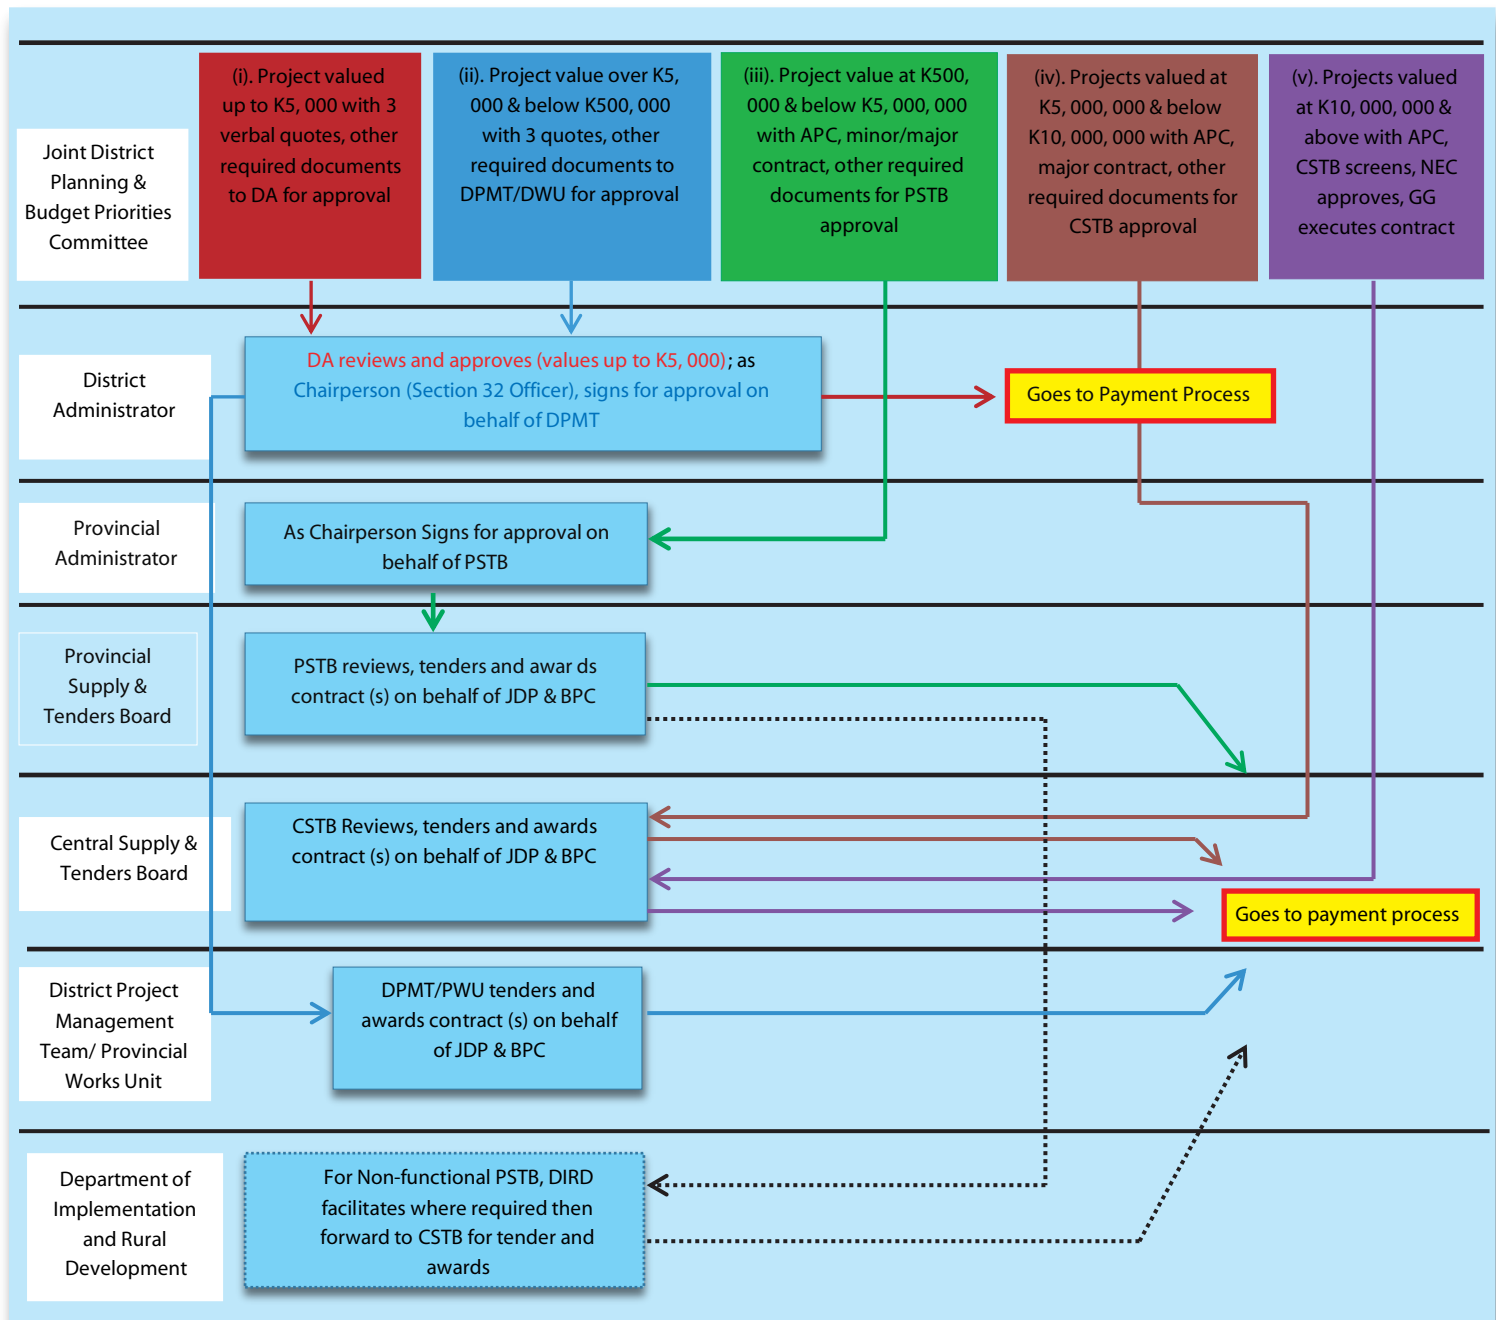 (i). Project valued
up to K5, 000 with 3
verbal quotes, other
required documents
to DA for approval
(ii). Project value over K5,
000 & below K500, 000
with 3 quotes, other
required documents to
DPMT/DWU for approval
(iii). Project value at K500,
000 & below K5, 000, 000
with APC, minor/major
contract, other required
documents for PSTB
approval
(iv). Projects valued at
K5, 000, 000 & below
K10, 000, 000 with APC,
major contract, other
required documents for
CSTB approval
(v). Projects valued
at K10, 000, 000 &
above with APC,
CSTB screens, NEC
approves, GG
executes contract
Joint District
Planning &
Budget Priorities
Committee
District
Administrator
DA reviews and approves (values up to K5, 000); as
Chairperson (Section 32 Officer), signs for approval on
behalf of DPMT
Goes to Payment Process
Provincial
Administrator
As Chairperson Signs for approval on
behalf of PSTB
Provincial
Supply &
Tenders Board
PSTB reviews, tenders and awar ds
contract (s) on behalf of JDP & BPC
Central Supply &
Tenders Board
CSTB Reviews, tenders and awards
contract (s) on behalf of JDP & BPC
Goes to payment process
District Project
Management
Team/ Provincial
Works Unit
DPMT/PWU tenders and
awards contract (s) on behalf
of JDP & BPC
Department of
Implementation
and Rural
Development
For Non-functional PSTB, DIRD
facilitates where required then
forward to CSTB for tender and
awards